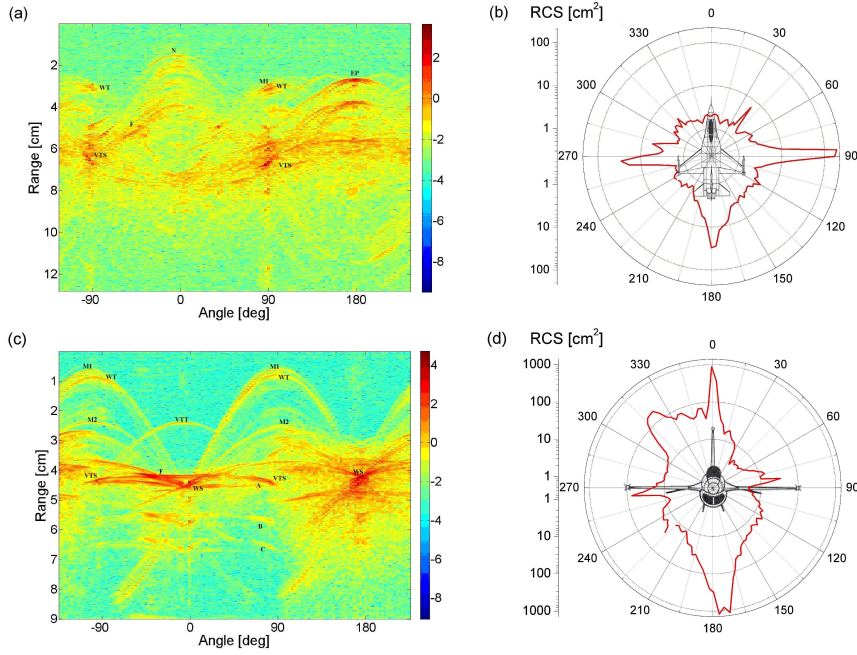 (a)
N
WT
M1
WT
EP
F
VTS
VTS
2
4
6
8
10
12
Range [cm]
-90
0
90
180
Angle [deg]
2
0
-2
-4
-6
-8
(b)
RCS [cm²]
100
10
1
1
10
100
0
30
60
90
120
150
180
210
240
270
300
330
(c)
M1
WT
M1
WT
M2
VTT
M2
F
VTS
WS
A
VTS
WS
B
C
1
2
3
4
5
6
7
8
9
Range [cm]
-90
0
90
180
Angle [deg]
4
2
0
-2
-4
-6
-8
(d)
RCS [cm²]
1000
100
10
1
1
10
100
1000
0
30
60
90
120
150
180
210
240
270
300
330